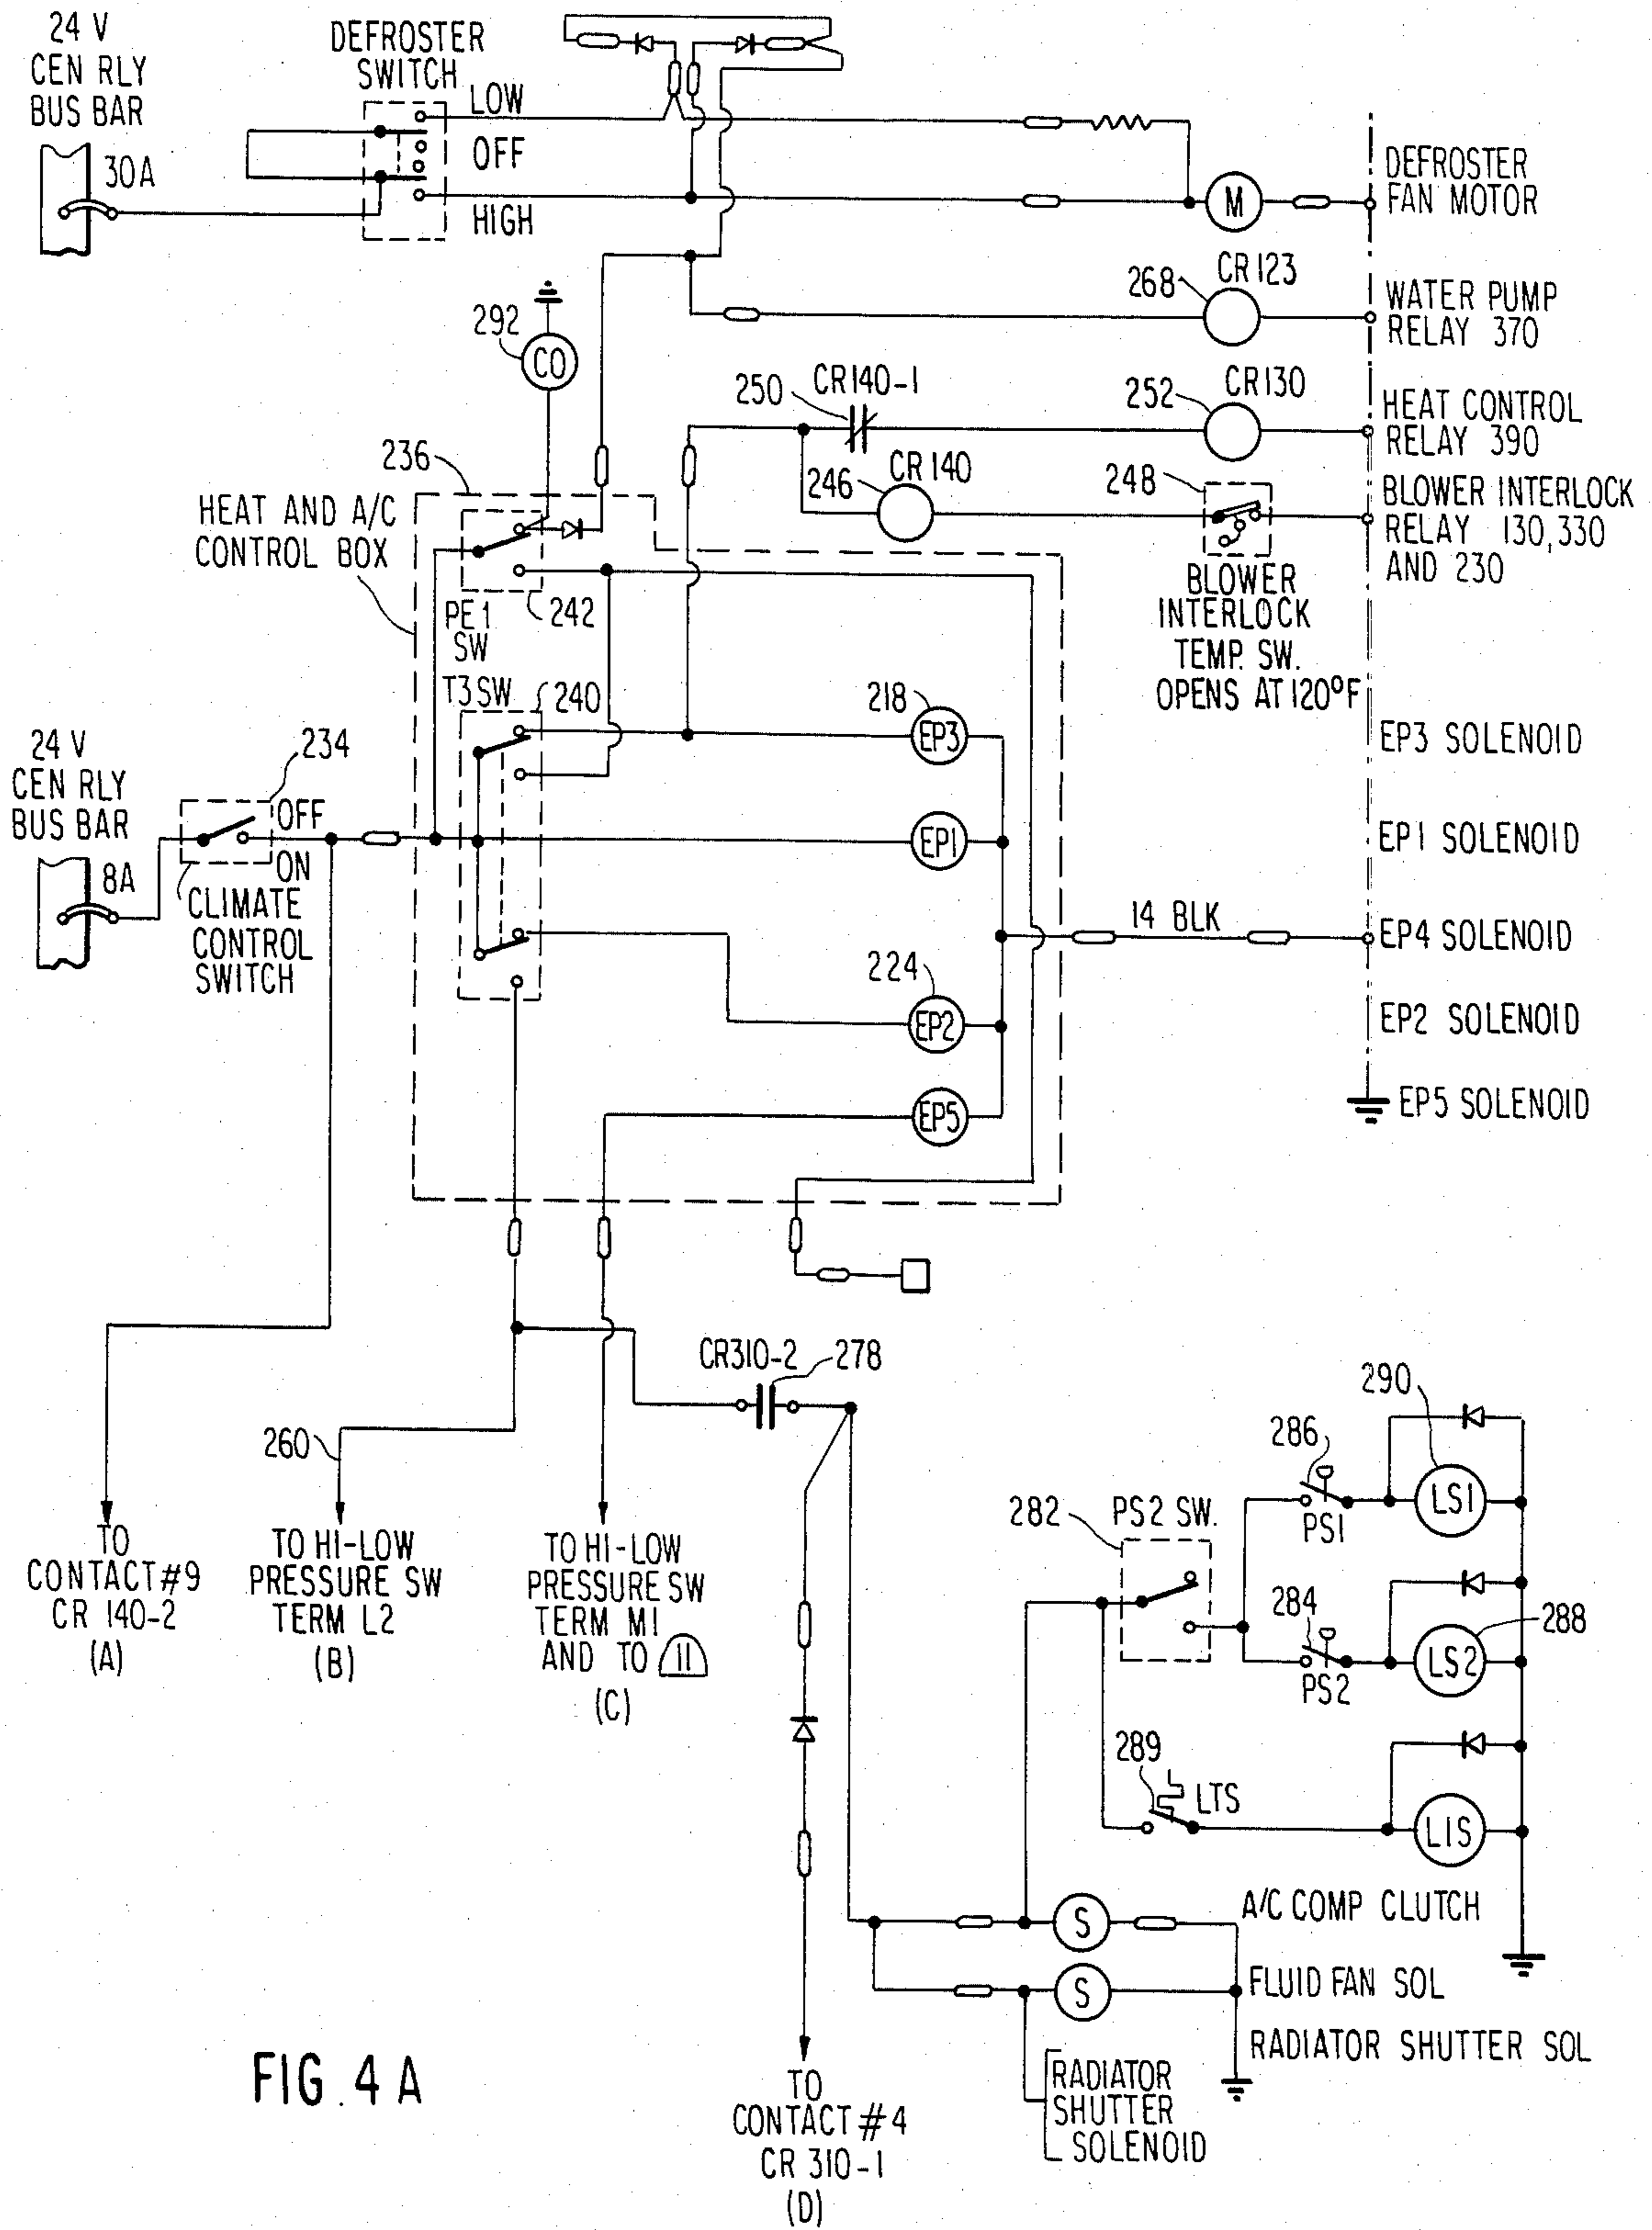 24 V
CEN RLY
BUS BAR
30A
DEFROSTER
SWITCH
LOW
OFF
HIGH
M
DEFROSTER
FAN MOTOR
268
CR 123
WATER PUMP
RELAY 370
292
CO
250
CR140-1
252
CR130
HEAT CONTROL
RELAY 390
236
246
CR 140
248
BLOWER INTERLOCK
RELAY 130,330
AND 230
HEAT AND A/C
CONTROL BOX
PE 1
SW
242
BLOWER
INTERLOCK
TEMP. SW.
OPENS AT 120°F
T3 SW
240
218
EP3
EP3 SOLENOID
24 V
CEN RLY
BUS BAR
8A
234
OFF
ON
CLIMATE
CONTROL
SWITCH
EP1
EP1 SOLENOID
14 BLK
EP4 SOLENOID
224
EP2
EP2 SOLENOID
EP5
EP5 SOLENOID
CR310-2
278
260
TO
CONTACT #9
CR 140-2
(A)
TO HI-LOW
PRESSURE SW
TERM L2
(B)
TO HI-LOW
PRESSURE SW
TERM M1
AND TO 11
(C)
290
286
282
PS2 SW.
PS1
LS1
284
PS2
LS2
288
289
LTS
LIS
S
A/C COMP CLUTCH
S
FLUID FAN SOL
RADIATOR SHUTTER SOL
RADIATOR
SHUTTER
SOLENOID
TO
CONTACT #4
CR 310-1
(D)
FIG. 4 A